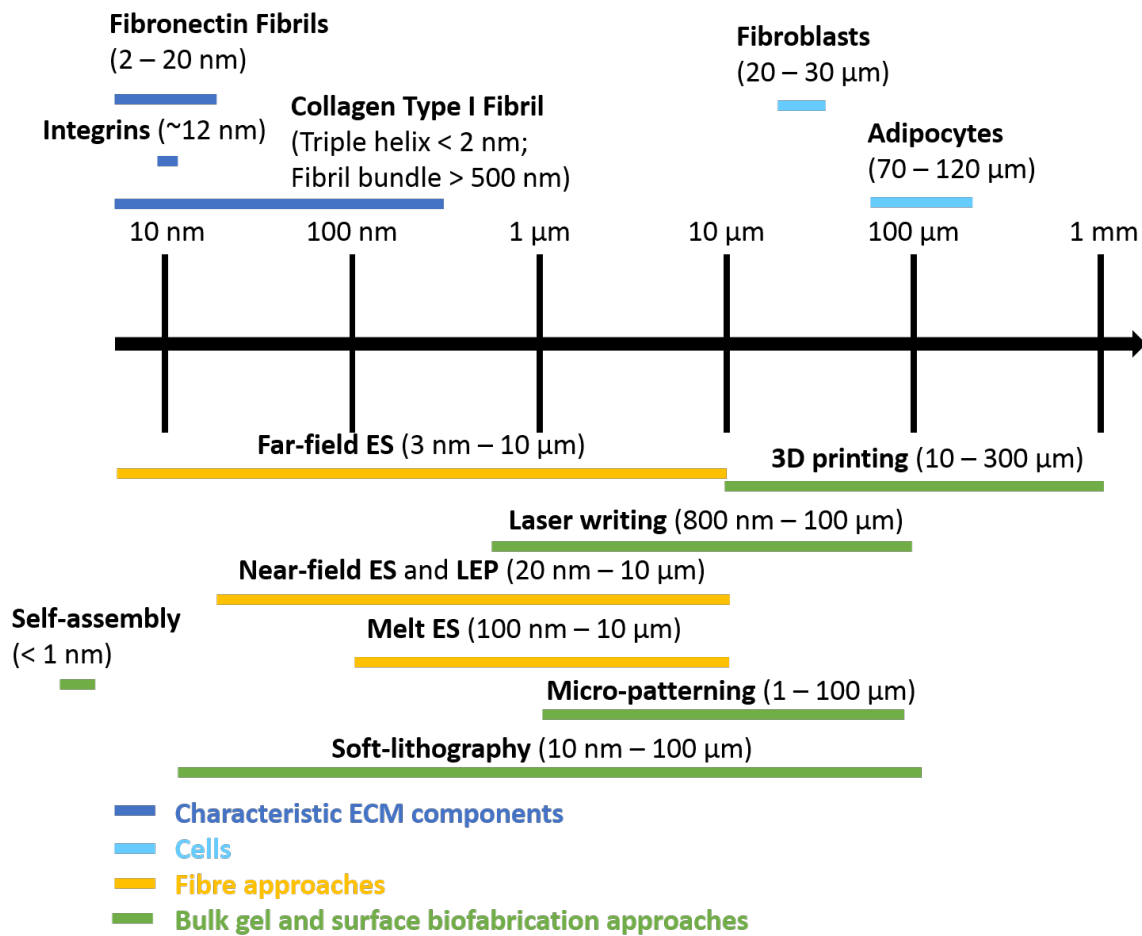 Fibronectin Fibrils
(2 – 20 nm)
Fibroblasts
(20 – 30 μm)
Integrins (~12 nm)
Collagen Type I Fibril
(Triple helix < 2 nm;
Fibril bundle > 500 nm)
Adipocytes
(70 – 120 μm)
10 nm
100 nm
1 μm
10 μm
100 μm
1 mm
Far-field ES (3 nm – 10 μm)
3D printing (10 – 300 μm)
Laser writing (800 nm – 100 μm)
Near-field ES and LEP (20 nm – 10 μm)
Self-assembly
(< 1 nm)
Melt ES (100 nm – 10 μm)
Micro-patterning (1 – 100 μm)
Soft-lithography (10 nm – 100 μm)
Characteristic ECM components
Cells
Fibre approaches
Bulk gel and surface biofabrication approaches